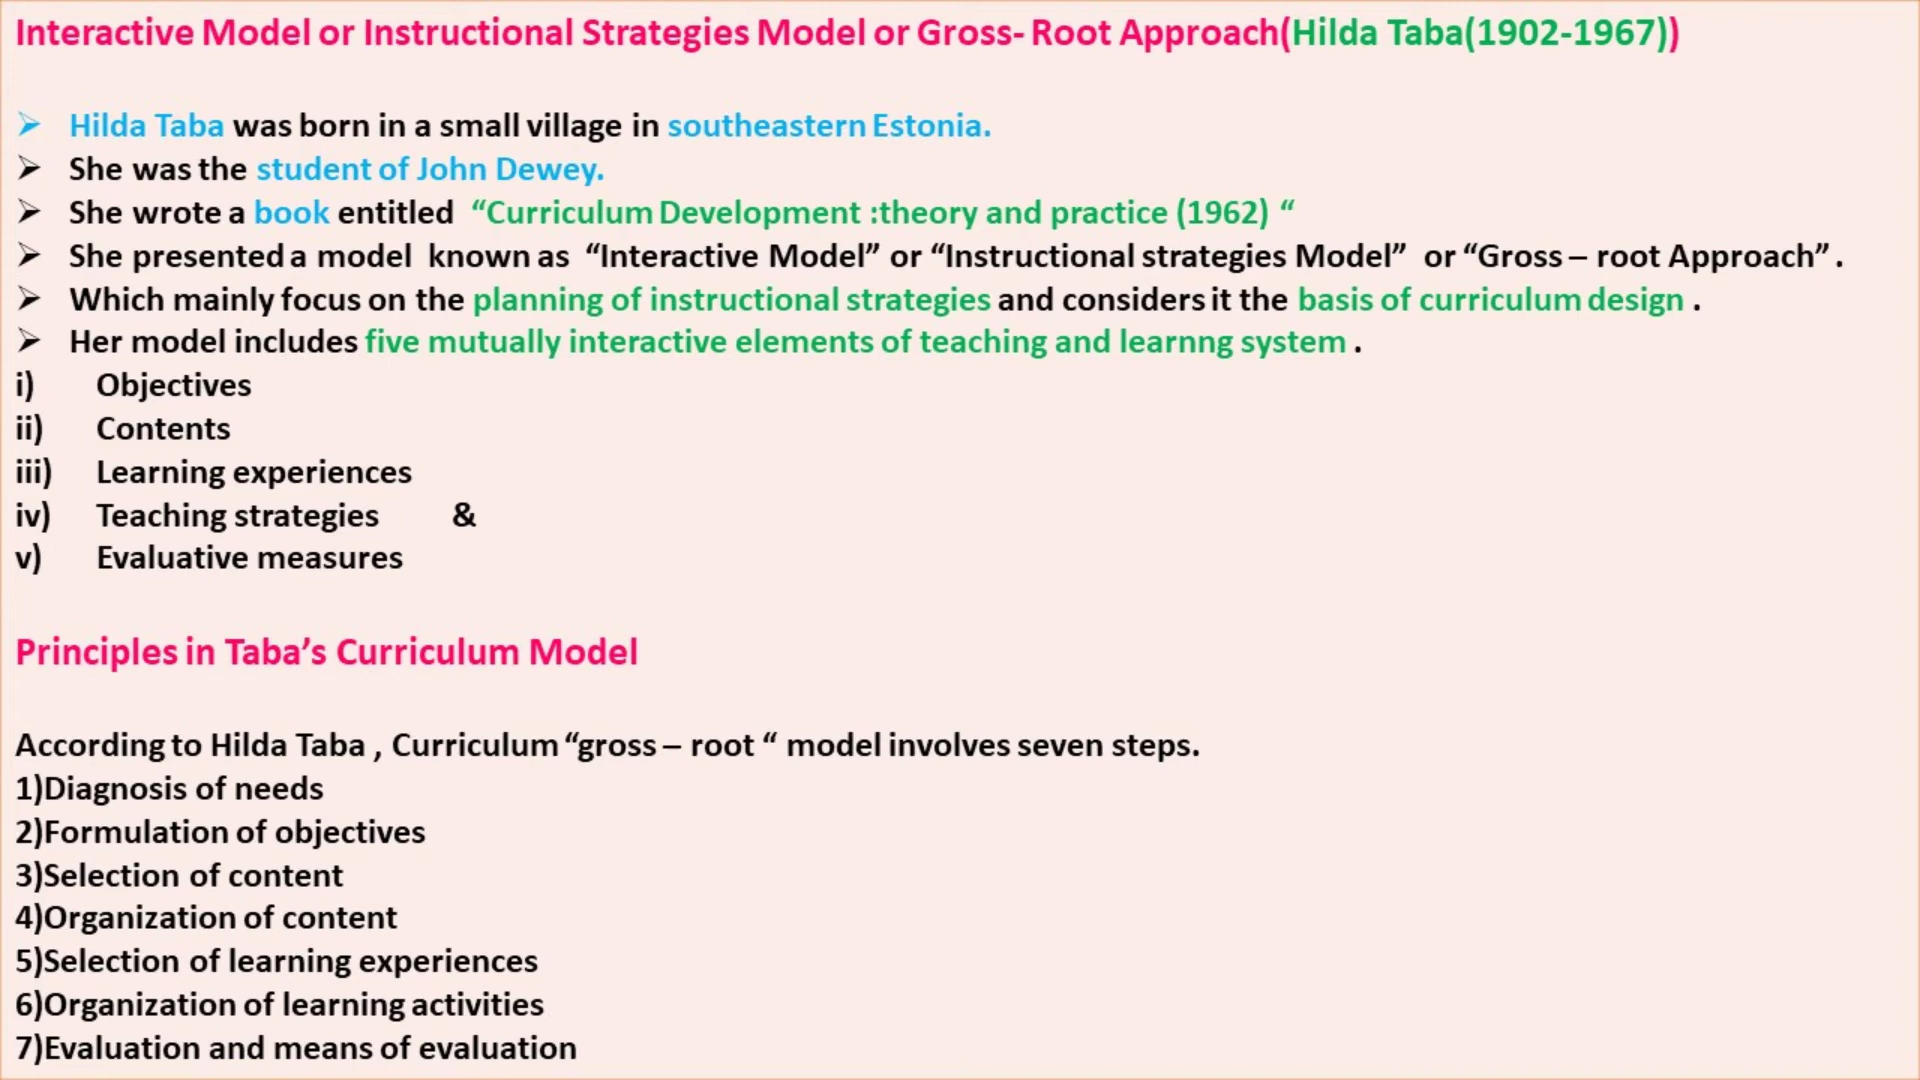 Interactive Model or Instructional Strategies Model or Gross- Root Approach(Hilda Taba(1902-1967))
➢ Hilda Taba was born in a small village in southeastern Estonia.
➢ She was the student of John Dewey.
➢ She wrote a book entitled “Curriculum Development :theory and practice (1962) “
➢ She presented a model known as “Interactive Model” or “Instructional strategies Model” or “Gross – root Approach” .
➢ Which mainly focus on the planning of instructional strategies and considers it the basis of curriculum design .
➢ Her model includes five mutually interactive elements of teaching and learnng system .
i) Objectives
ii) Contents
iii) Learning experiences
iv) Teaching strategies &
v) Evaluative measures
Principles in Taba’s Curriculum Model
According to Hilda Taba , Curriculum “gross – root “ model involves seven steps.
1)Diagnosis of needs
2)Formulation of objectives
3)Selection of content
4)Organization of content
5)Selection of learning experiences
6)Organization of learning activities
7)Evaluation and means of evaluation